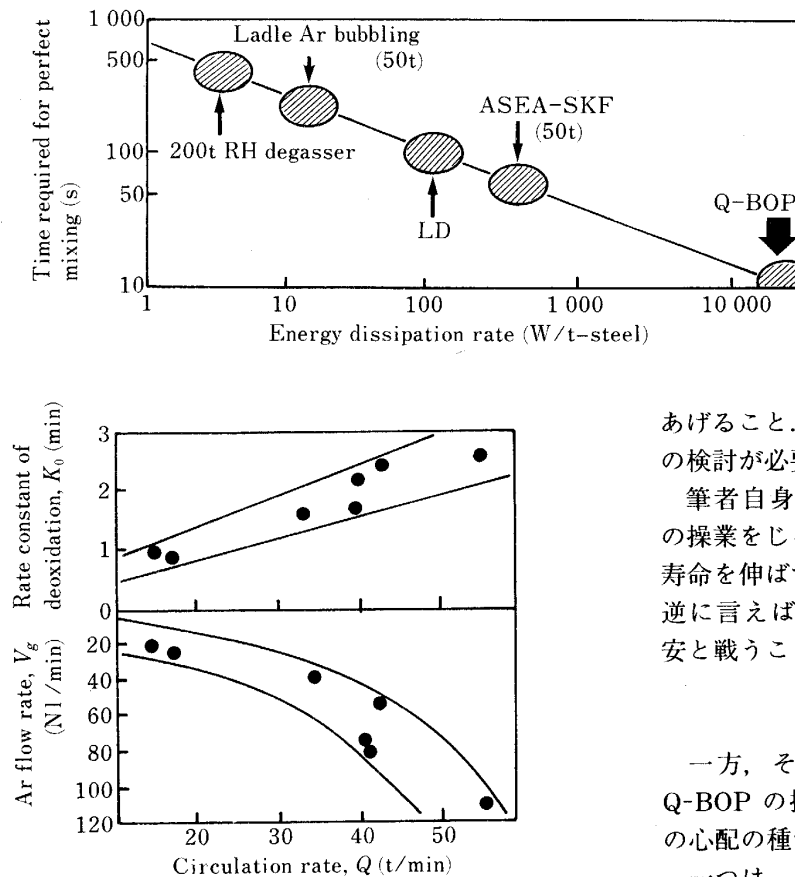 1 000
500
100
50
10
Time required for perfect
mixing (s)
Ladle Ar bubbling
(50t)
200t RH degasser
ASEA-SKF
(50t)
LD
Q-BOP
1
10
100
1 000
10 000
Energy dissipation rate (W/t-steel)
3
2
1
0
Rate constant of
deoxidation, K₀ (min)
20
40
60
80
100
120
Ar flow rate, Vg
(Nl/min)
20
30
40
50
Circulation rate, Q (t/min)
あげること.
の検討が必要
筆者自身
の操業をじ
寿命を伸ば
逆に言えば
安と戦うこ
一方，そ
Q-BOP の
の心配の種
一つは